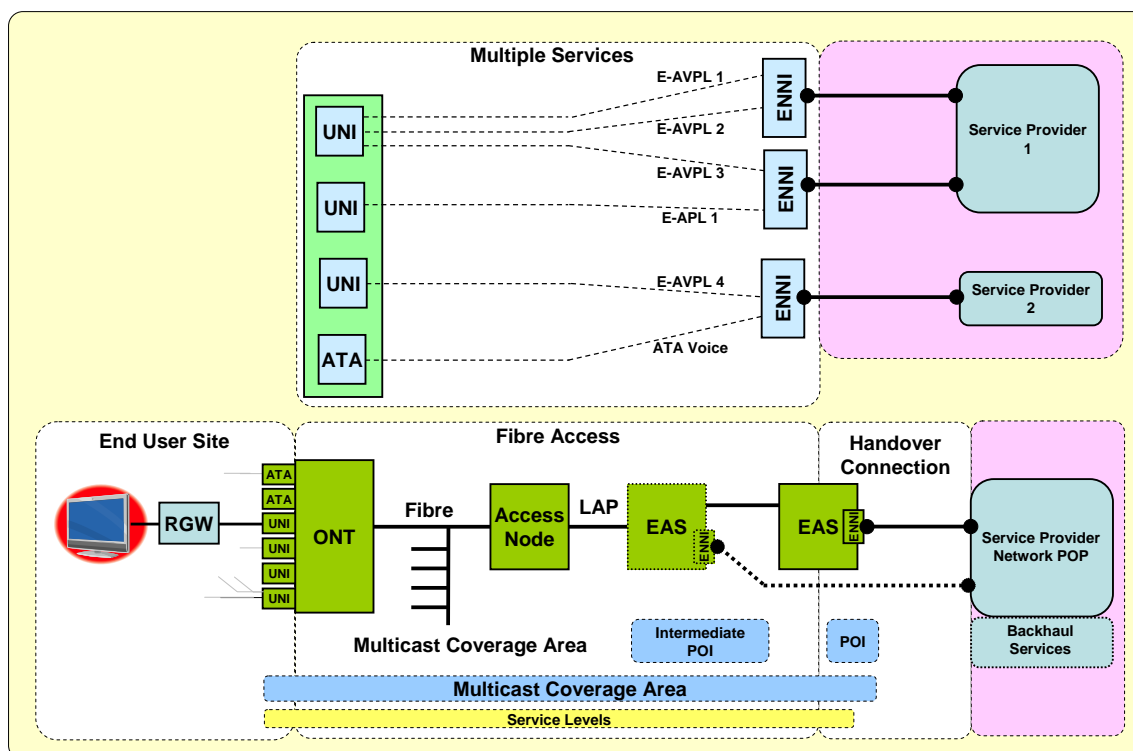 Multiple Services
E-AVPL 1
E-AVPL 2
E-AVPL 3
E-APL 1
E-AVPL 4
ATA Voice
UNI
UNI
UNI
ATA
ENNI
ENNI
ENNI
Service Provider
1
Service Provider
2
End User Site
Fibre Access
Handover
Connection
RGW
ATA
ATA
UNI
UNI
UNI
UNI
ONT
Fibre
Access
Node
LAP
EAS
ENNI
EAS
ENNI
Service Provider
Network POP
Multicast Coverage Area
Intermediate
POI
POI
Backhaul
Services
Multicast Coverage Area
Service Levels